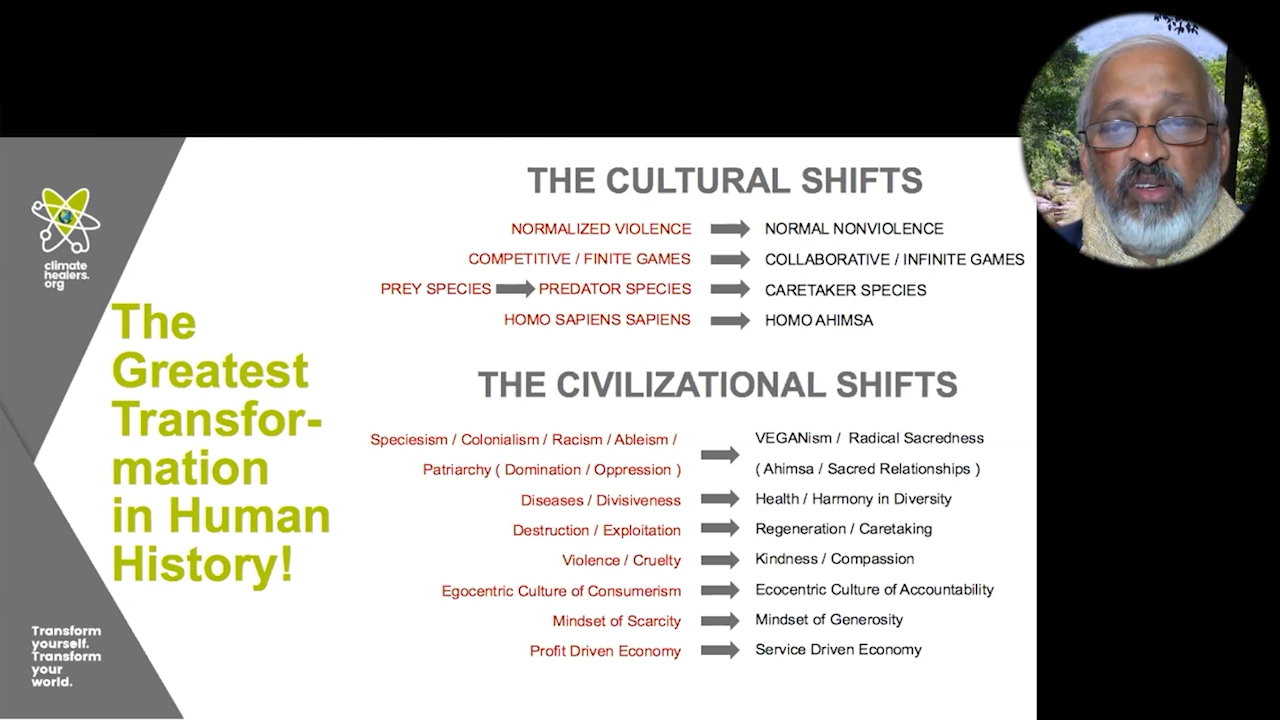 climate
healers.
org
The
Greatest
Transfor-
mation
in Human
History!
Transform
yourself.
Transform
your
world.
THE CULTURAL SHIFTS
NORMALIZED VIOLENCE NORMAL NONVIOLENCE
COMPETITIVE / FINITE GAMES COLLABORATIVE / INFINITE GAMES
PREY SPECIES PREDATOR SPECIES CARETAKER SPECIES
HOMO SAPIENS SAPIENS HOMO AHIMSA
THE CIVILIZATIONAL SHIFTS
Speciesism / Colonialism / Racism / Ableism / VEGANism / Radical Sacredness
Patriarchy ( Domination / Oppression ) ( Ahimsa / Sacred Relationships )
Diseases / Divisiveness Health / Harmony in Diversity
Destruction / Exploitation Regeneration / Caretaking
Violence / Cruelty Kindness / Compassion
Egocentric Culture of Consumerism Ecocentric Culture of Accountability
Mindset of Scarcity Mindset of Generosity
Profit Driven Economy Service Driven Economy